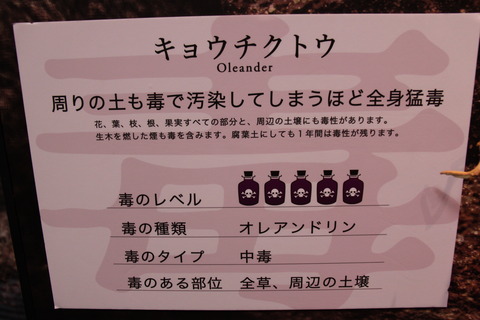 キョウチクトウ
Oleander
周りの土も毒で汚染してしまうほど全身猛毒
花、葉、枝、根、果実すべての部分と、周辺の土壌にも毒性があります。
生木を燃した煙も毒を含みます。腐葉土にしても1年間は毒性が残ります。
毒のレベル
毒の種類 オレアンドリン
毒のタイプ 中毒
毒のある部位 全草、周辺の土壌
毒